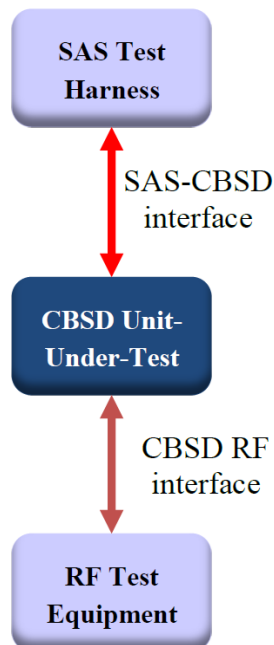 SAS Test
Harness
SAS-CBSD
interface
CBSD Unit-
Under-Test
CBSD RF
interface
RF Test
Equipment